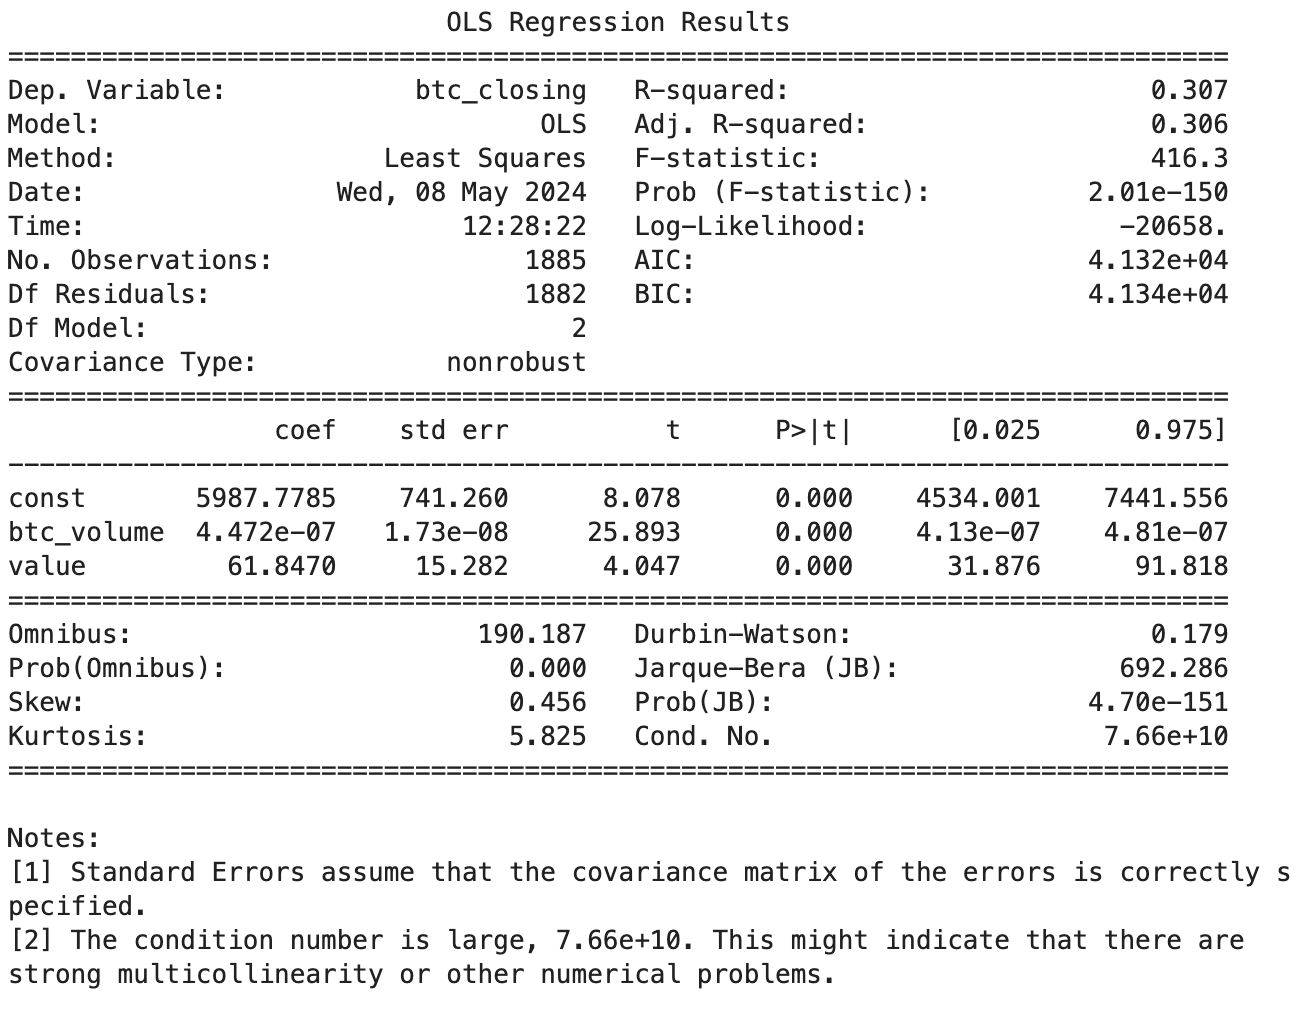 OLS Regression Results
==============================================================================
Dep. Variable:            btc_closing   R-squared:                       0.307
Model:                            OLS   Adj. R-squared:                  0.306
Method:                 Least Squares   F-statistic:                     416.3
Date:                Wed, 08 May 2024   Prob (F-statistic):          2.01e-150
Time:                        12:28:22   Log-Likelihood:                -20658.
No. Observations:                1885   AIC:                         4.132e+04
Df Residuals:                    1882   BIC:                         4.134e+04
Df Model:                           2
Covariance Type:            nonrobust
==============================================================================
                 coef    std err          t      P>|t|      [0.025      0.975]
------------------------------------------------------------------------------
const       5987.7785    741.260      8.078      0.000    4534.001    7441.556
btc_volume  4.472e-07   1.73e-08     25.893      0.000    4.13e-07    4.81e-07
value         61.8470     15.282      4.047      0.000      31.876      91.818
==============================================================================
Omnibus:                      190.187   Durbin-Watson:                   0.179
Prob(Omnibus):                  0.000   Jarque-Bera (JB):              692.286
Skew:                           0.456   Prob(JB):                    4.70e-151
Kurtosis:                       5.825   Cond. No.                     7.66e+10
==============================================================================
Notes:
[1] Standard Errors assume that the covariance matrix of the errors is correctly s
pecified.
[2] The condition number is large, 7.66e+10. This might indicate that there are
strong multicollinearity or other numerical problems.